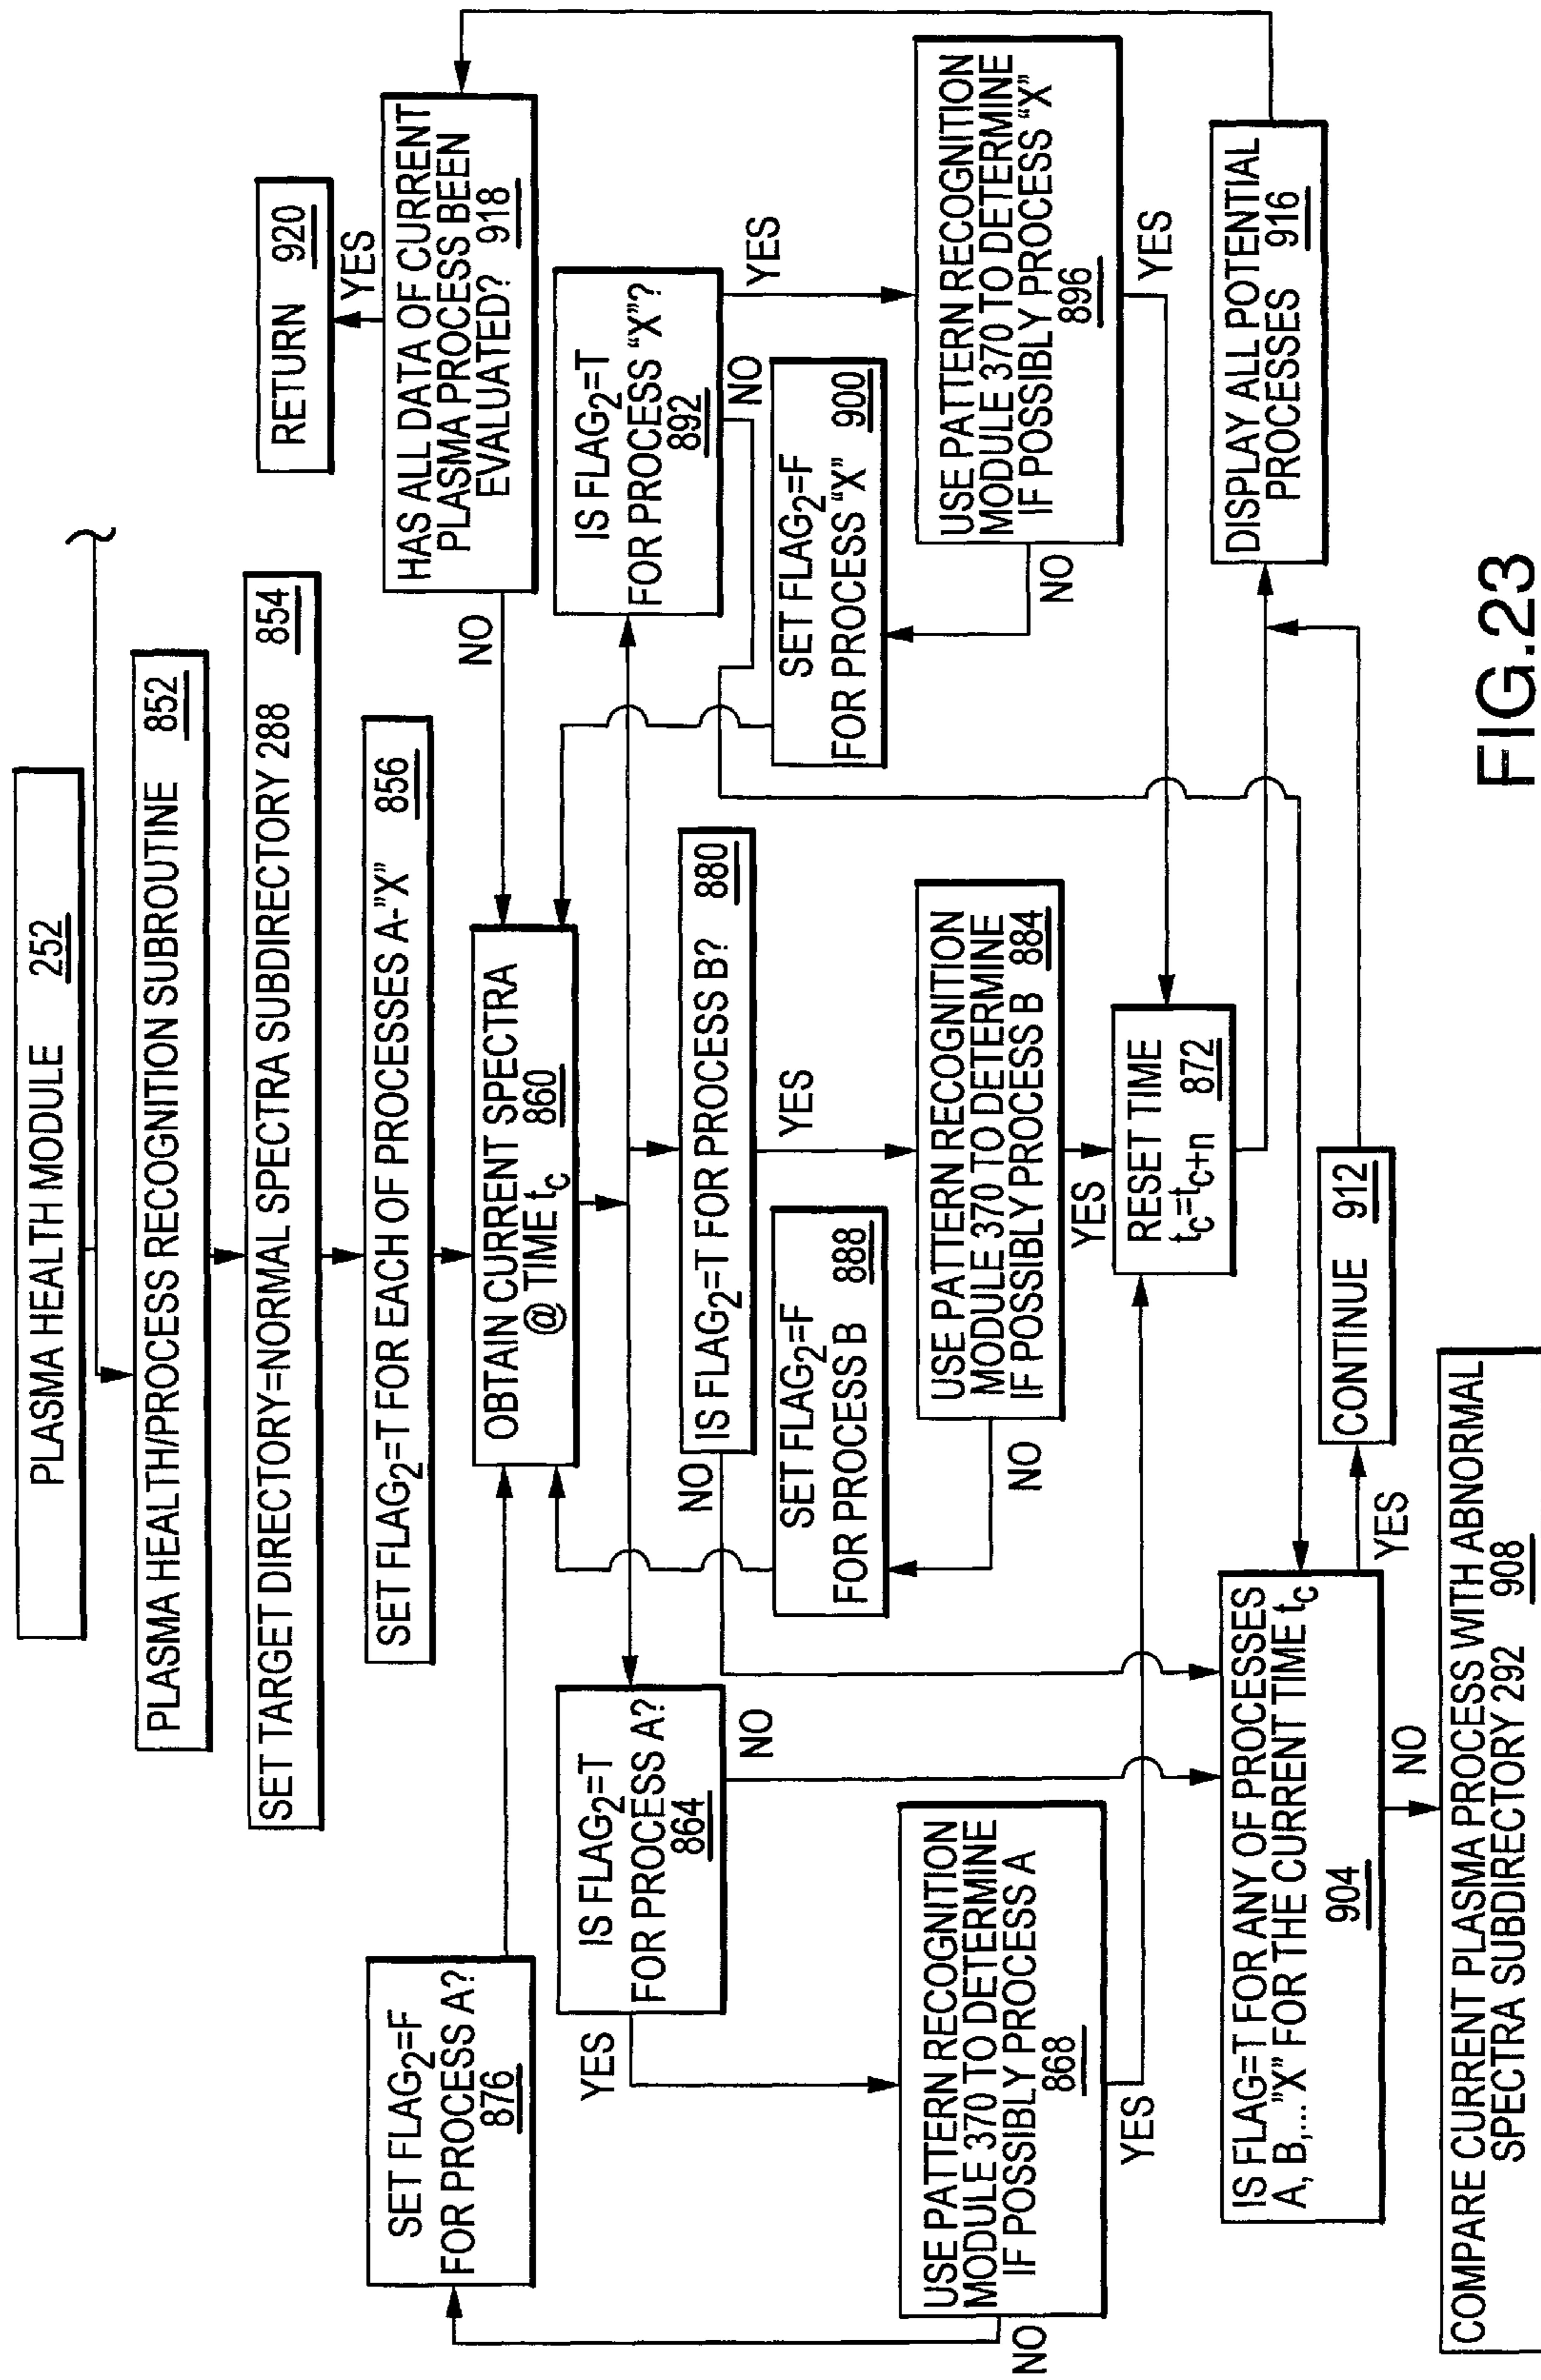 PLASMA HEALTH MODULE 252
PLASMA HEALTH/PROCESS RECOGNITION SUBROUTINE 852
SET TARGET DIRECTORY=NORMAL SPECTRA SUBDIRECTORY 288 854
SET FLAG2=T FOR EACH OF PROCESSES A-"X" 856
OBTAIN CURRENT SPECTRA
@ TIME tC
860
RETURN 920
YES
HAS ALL DATA OF CURRENT
PLASMA PROCESS BEEN
EVALUATED? 918
NO
SET FLAG2=F
FOR PROCESS A?
876
IS FLAG2=T
FOR PROCESS A?
864
YES
NO
USE PATTERN RECOGNITION
MODULE 370 TO DETERMINE
IF POSSIBLY PROCESS A
868
NO
YES
IS FLAG2=T FOR PROCESS B? 880
NO
YES
SET FLAG2=F
FOR PROCESS B 888
USE PATTERN RECOGNITION
MODULE 370 TO DETERMINE
IF POSSIBLY PROCESS B 884
NO
YES
RESET TIME
tC=tC+n 872
IS FLAG2=T
FOR PROCESS "X"?
892
YES
NO
SET FLAG2=F
FOR PROCESS "X" 900
USE PATTERN RECOGNITION
MODULE 370 TO DETERMINE
IF POSSIBLY PROCESS "X"
896
NO
YES
IS FLAG=T FOR ANY OF PROCESSES
A, B,..."X" FOR THE CURRENT TIME tC
904
YES
NO
CONTINUE 912
DISPLAY ALL POTENTIAL
PROCESSES 916
COMPARE CURRENT PLASMA PROCESS WITH ABNORMAL
SPECTRA SUBDIRECTORY 292 908
FIG.23